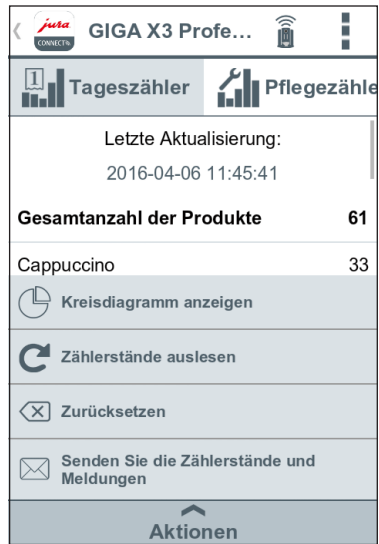 jura
CONNECT
GIGA X3 Profe...
1
Tageszähler
Pflegezähle
Letzte Aktualisierung:
2016-04-06 11:45:41
Gesamtanzahl der Produkte 61
Cappuccino 33
Kreisdiagramm anzeigen
Zählerstände auslesen
Zurücksetzen
Senden Sie die Zählerstände und
Meldungen
Aktionen